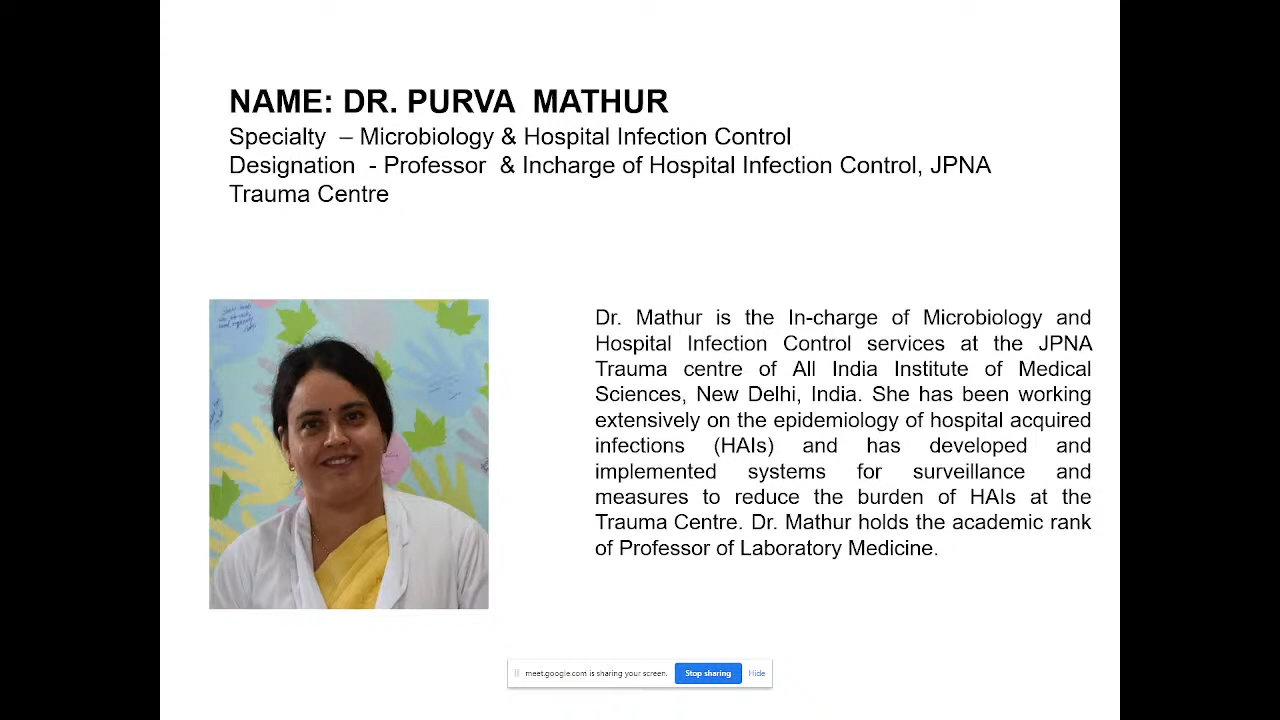 NAME: DR. PURVA MATHUR
Specialty – Microbiology & Hospital Infection Control
Designation - Professor & Incharge of Hospital Infection Control, JPNA
Trauma Centre
Dr. Mathur is the In-charge of Microbiology and
Hospital Infection Control services at the JPNA
Trauma centre of All India Institute of Medical
Sciences, New Delhi, India. She has been working
extensively on the epidemiology of hospital acquired
infections (HAIs) and has developed and
implemented systems for surveillance and
measures to reduce the burden of HAIs at the
Trauma Centre. Dr. Mathur holds the academic rank
of Professor of Laboratory Medicine.
meet.google.com is sharing your screen. Stop sharing Hide